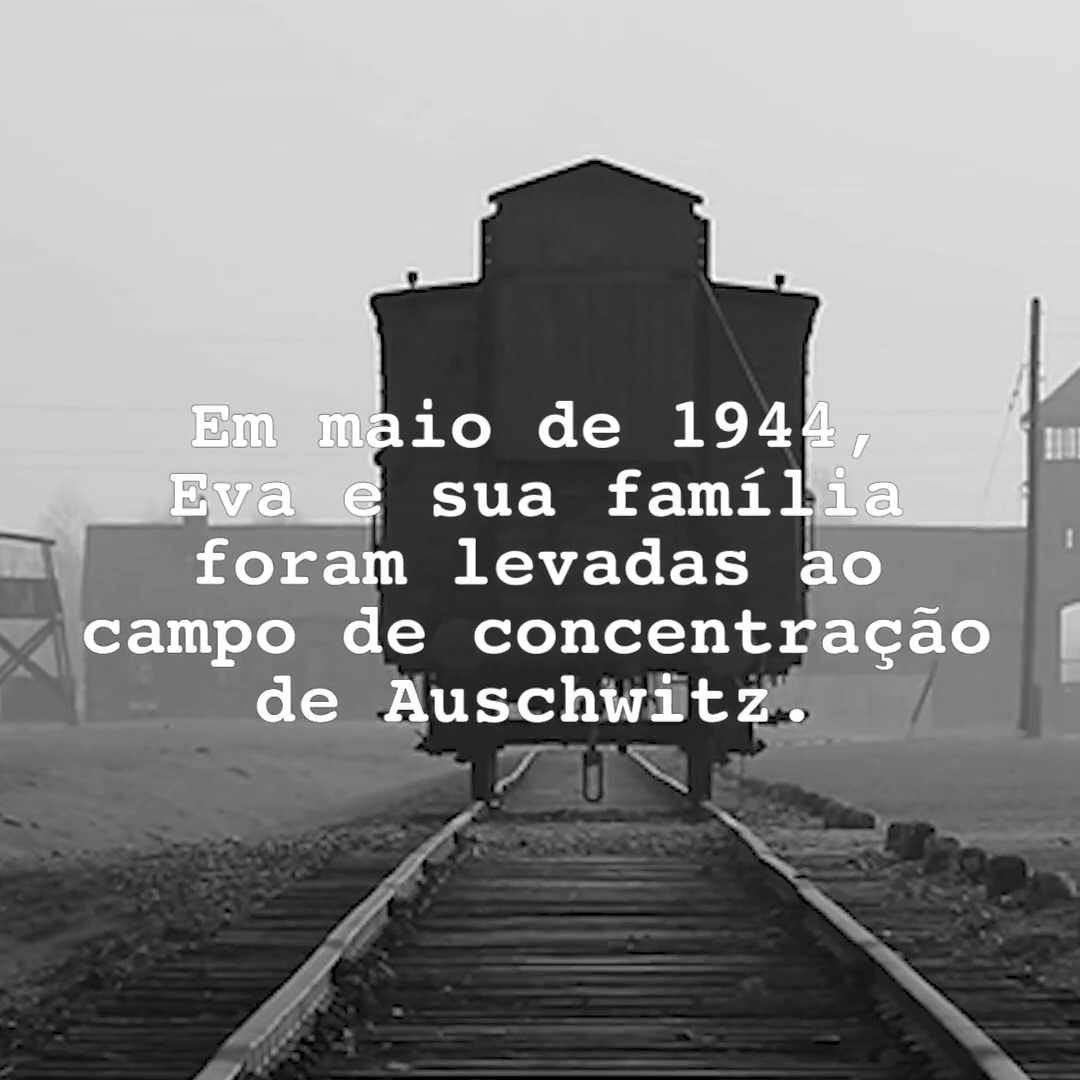 Em maio de 1944,
Eva e sua família
foram levadas ao
campo de concentração
de Auschwitz.